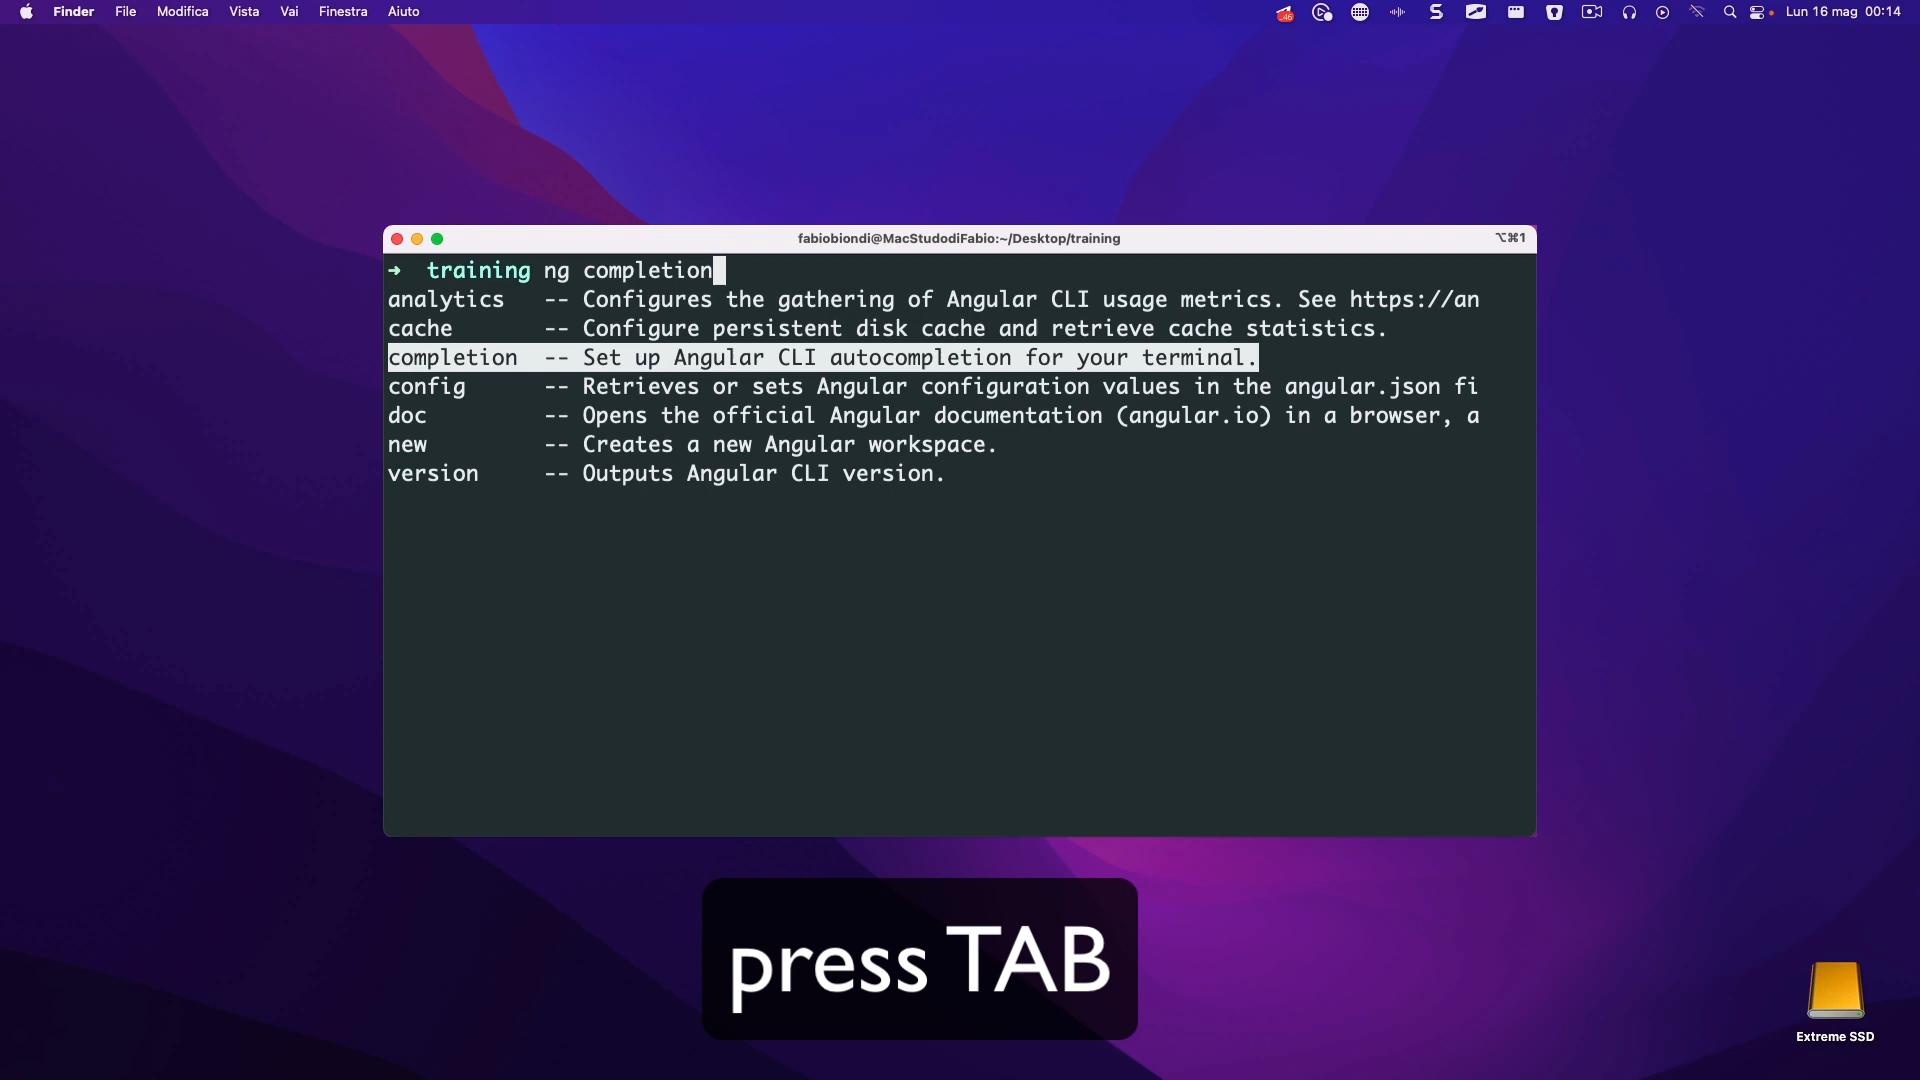 Finder File Modifica Vista Vai Finestra Aiuto
Lun 16 mag 00:14
fabiobiondi@MacStudodiFabio:~/Desktop/training
⌥⌘1
➜ training ng completion
analytics -- Configures the gathering of Angular CLI usage metrics. See https://an
cache -- Configure persistent disk cache and retrieve cache statistics.
completion -- Set up Angular CLI autocompletion for your terminal.
config -- Retrieves or sets Angular configuration values in the angular.json fi
doc -- Opens the official Angular documentation (angular.io) in a browser, a
new -- Creates a new Angular workspace.
version -- Outputs Angular CLI version.
press TAB
Extreme SSD